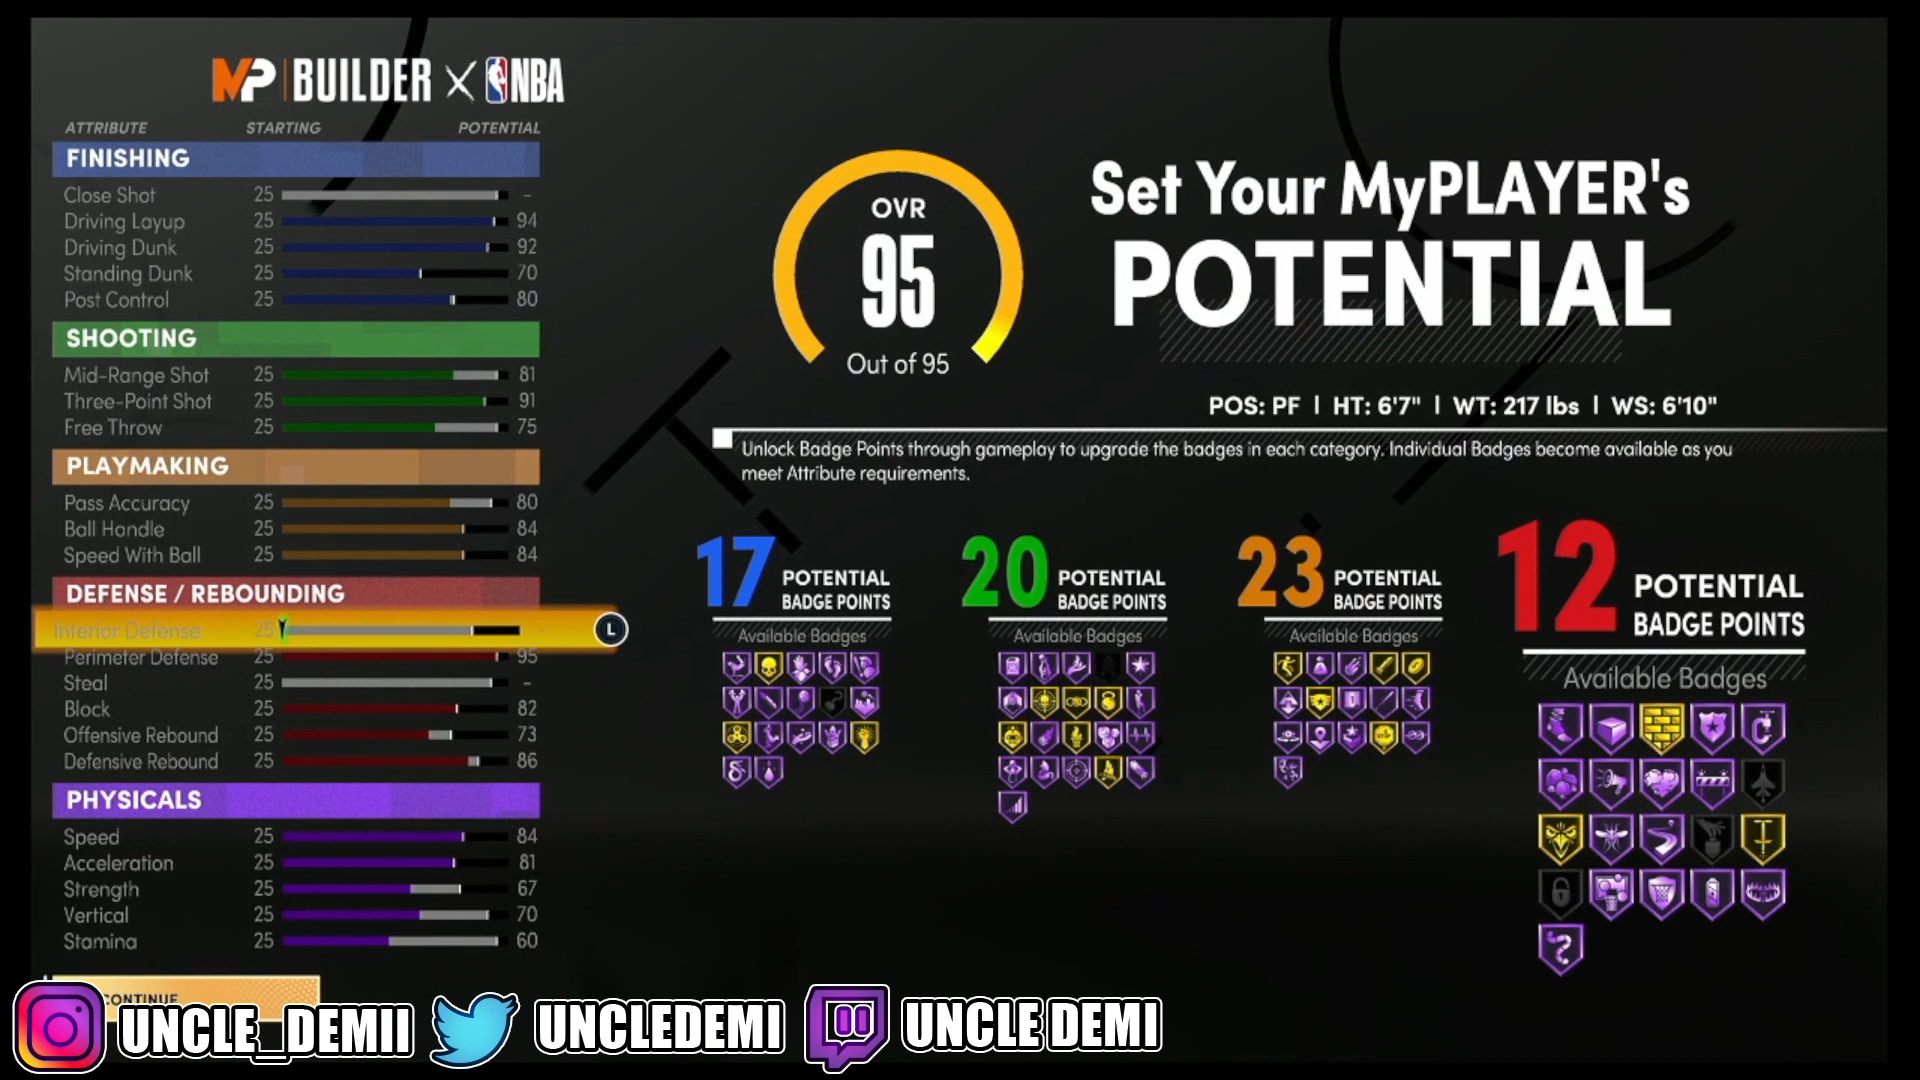 MP | BUILDER X NBA
ATTRIBUTE STARTING POTENTIAL
FINISHING
Close Shot 25 -
Driving Layup 25 94
Driving Dunk 25 92
Standing Dunk 25 70
Post Control 25 80
SHOOTING
Mid-Range Shot 25 81
Three-Point Shot 25 91
Free Throw 25 75
PLAYMAKING
Pass Accuracy 25 80
Ball Handle 25 84
Speed With Ball 25 84
DEFENSE / REBOUNDING
Interior Defense 25 - L
Perimeter Defense 25 95
Steal 25 -
Block 25 82
Offensive Rebound 25 73
Defensive Rebound 25 86
PHYSICALS
Speed 25 84
Acceleration 25 81
Strength 25 67
Vertical 25 70
Stamina 25 60
CONTINUE
OVR
95
Out of 95
Set Your MyPLAYER's
POTENTIAL
POS: PF | HT: 6'7" | WT: 217 lbs | WS: 6'10"
Unlock Badge Points through gameplay to upgrade the badges in each category. Individual Badges become available as you
meet Attribute requirements.
17 POTENTIAL
BADGE POINTS
Available Badges
20 POTENTIAL
BADGE POINTS
Available Badges
23 POTENTIAL
BADGE POINTS
Available Badges
12 POTENTIAL
BADGE POINTS
Available Badges
UNCLE_DEMII UNCLEDEMI UNCLE DEMI